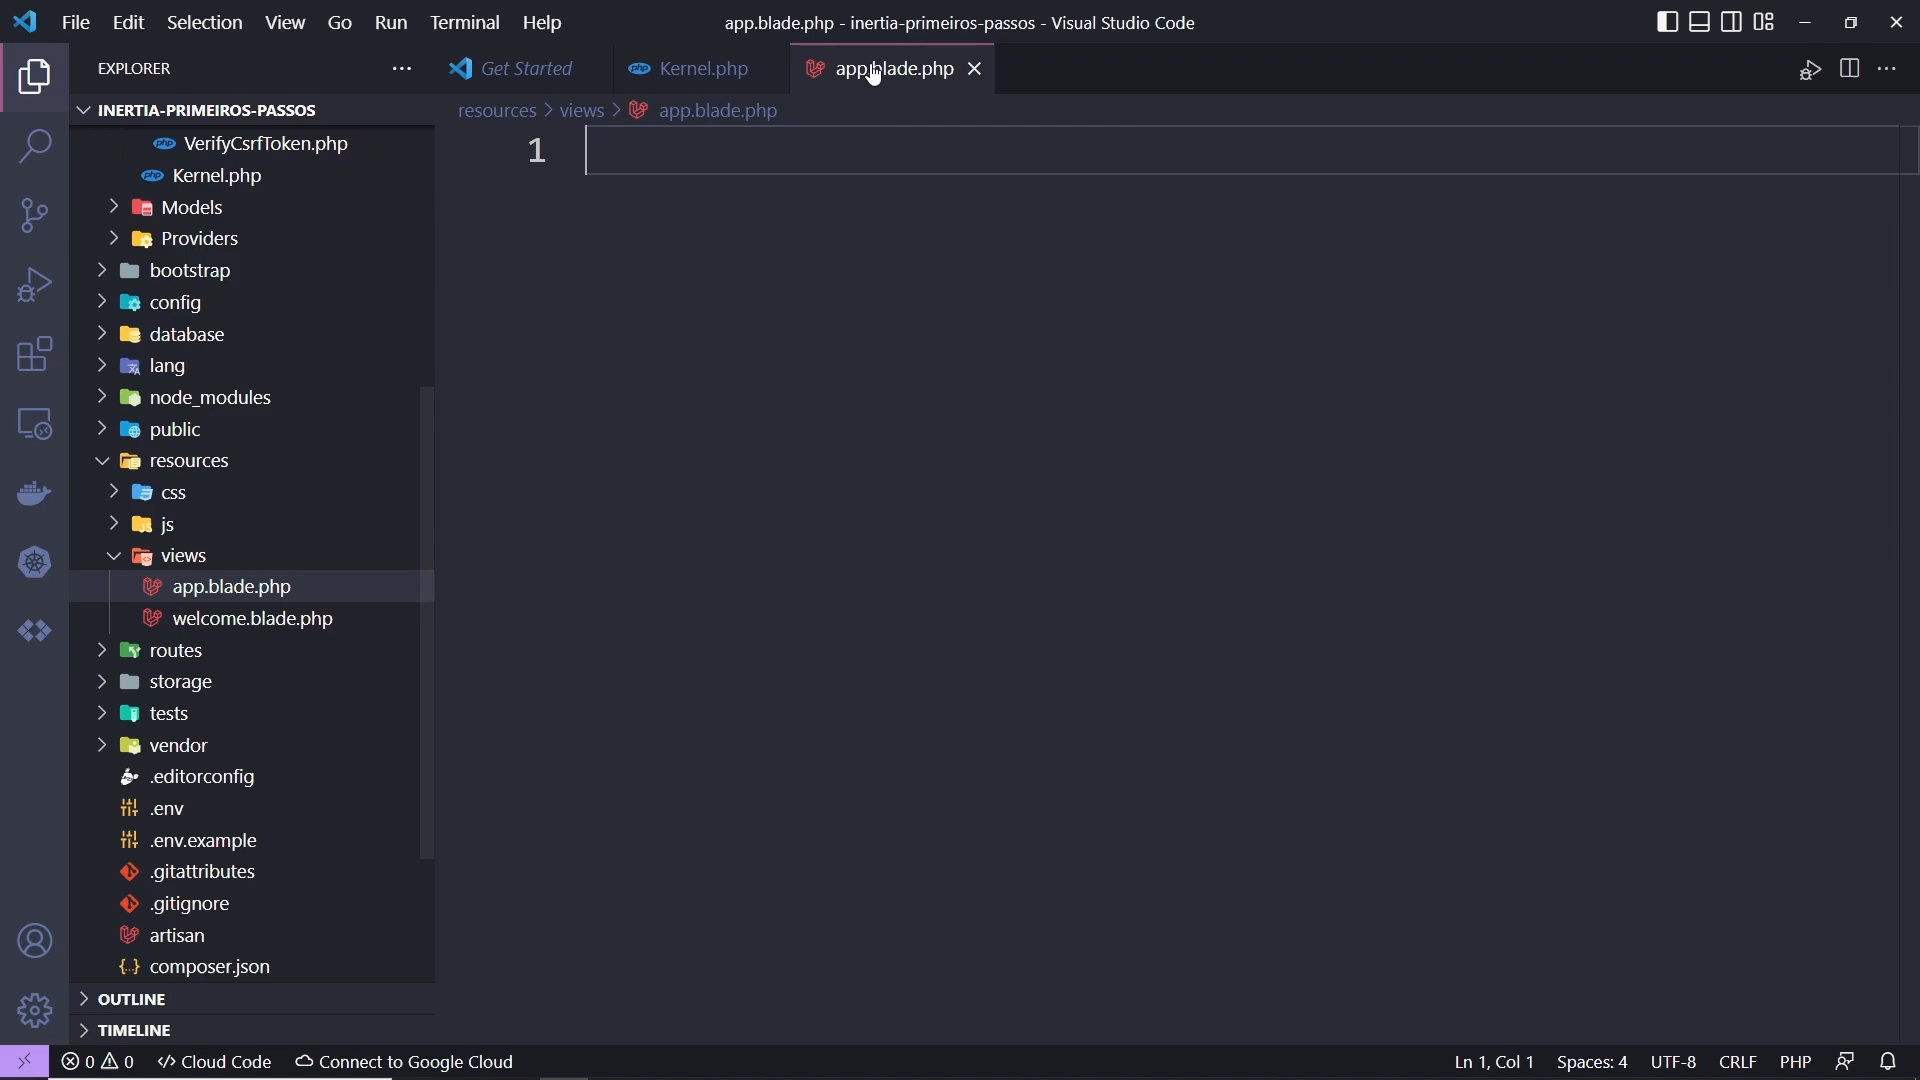 File Edit Selection View Go Run Terminal Help
app.blade.php - inertia-primeiros-passos - Visual Studio Code
EXPLORER
Get Started
Kernel.php
app.blade.php
INERTIA-PRIMEIROS-PASSOS
resources > views > app.blade.php
VerifyCsrfToken.php
1
Kernel.php
Models
Providers
bootstrap
config
database
lang
node_modules
public
resources
css
js
views
app.blade.php
welcome.blade.php
routes
storage
tests
vendor
.editorconfig
.env
.env.example
.gitattributes
.gitignore
artisan
composer.json
OUTLINE
TIMELINE
0 0 Cloud Code Connect to Google Cloud
Ln 1, Col 1 Spaces: 4 UTF-8 CRLF PHP